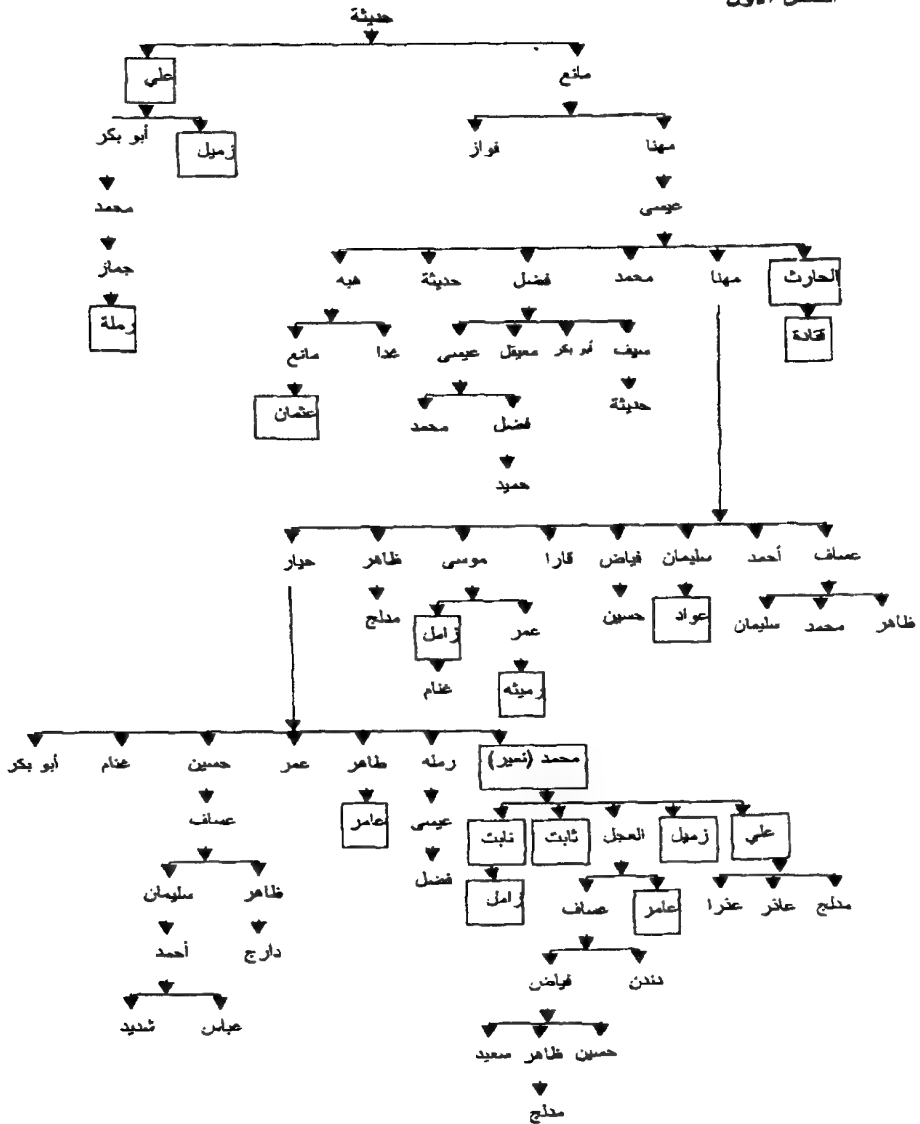 الفصل الأول
حديثة
مانع علي
مهنا فواز زميل أبو بكر
عيسى محمد
الحارث مهنا محمد فضل حديثة هبه جماز
قتادة سيف أبو بكر معيقل عيسى غدا مانع رملة
حديثة فضل محمد عثمان
حميد
عساف أحمد سليمان فياض قارا موسى ظاهر حيار
ظاهر محمد سليمان عواد حسين عمر زامل مدلج
رميثه غنام
محمد (نعير) رمله طاهر عمر حسين غنام أبو بكر
علي زميل العجل ثابت نابت عيسى عامر عساف
مدلج عاذر عذرا عامر عساف زامل فضل ظاهر سليمان
دندن فياض دارج أحمد
حسين ظاهر سعيد عباس شديد
مدلج